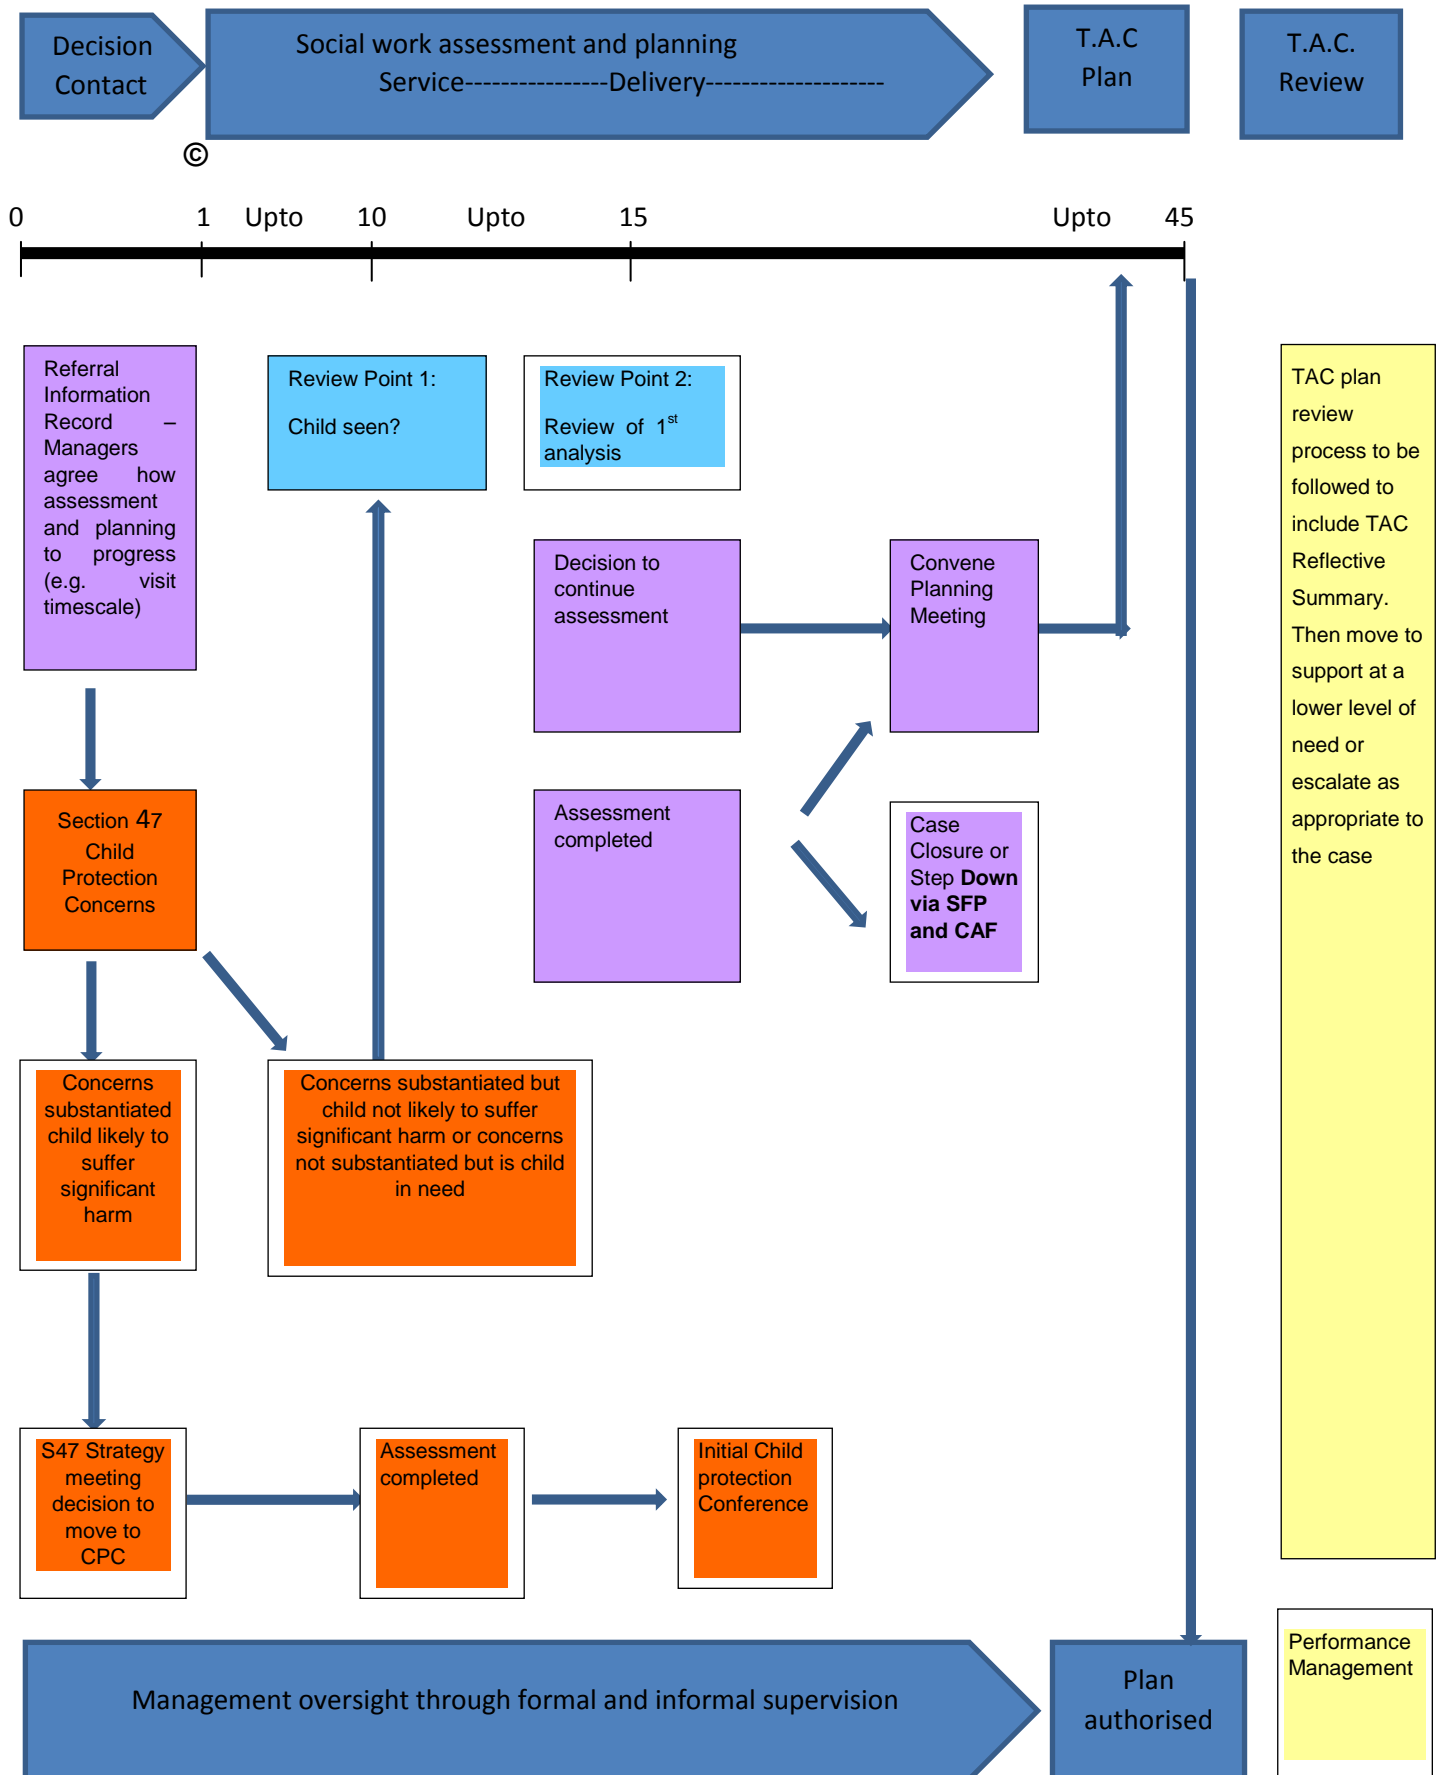 Decision
Contact
Social work assessment and planning
Service----------------Delivery--------------------
T.A.C
Plan
T.A.C.
Review
©
0 1 Upto 10 Upto 15 Upto 45
Referral
Information
Record –
Managers
agree how
assessment
and planning
to progress
(e.g. visit
timescale)
Review Point 1:
Child seen?
Review Point 2:
Review of 1st
analysis
TAC plan
review
process to be
followed to
include TAC
Reflective
Summary.
Then move to
support at a
lower level of
need or
escalate as
appropriate to
the case
Decision to
continue
assessment
Convene
Planning
Meeting
Section 47
Child
Protection
Concerns
Assessment
completed
Case
Closure or
Step Down
via SFP
and CAF
Concerns
substantiated
child likely to
suffer
significant
harm
Concerns substantiated but
child not likely to suffer
significant harm or concerns
not substantiated but is child
in need
S47 Strategy
meeting
decision to
move to
CPC
Assessment
completed
Initial Child
protection
Conference
Management oversight through formal and informal supervision
Plan
authorised
Performance
Management